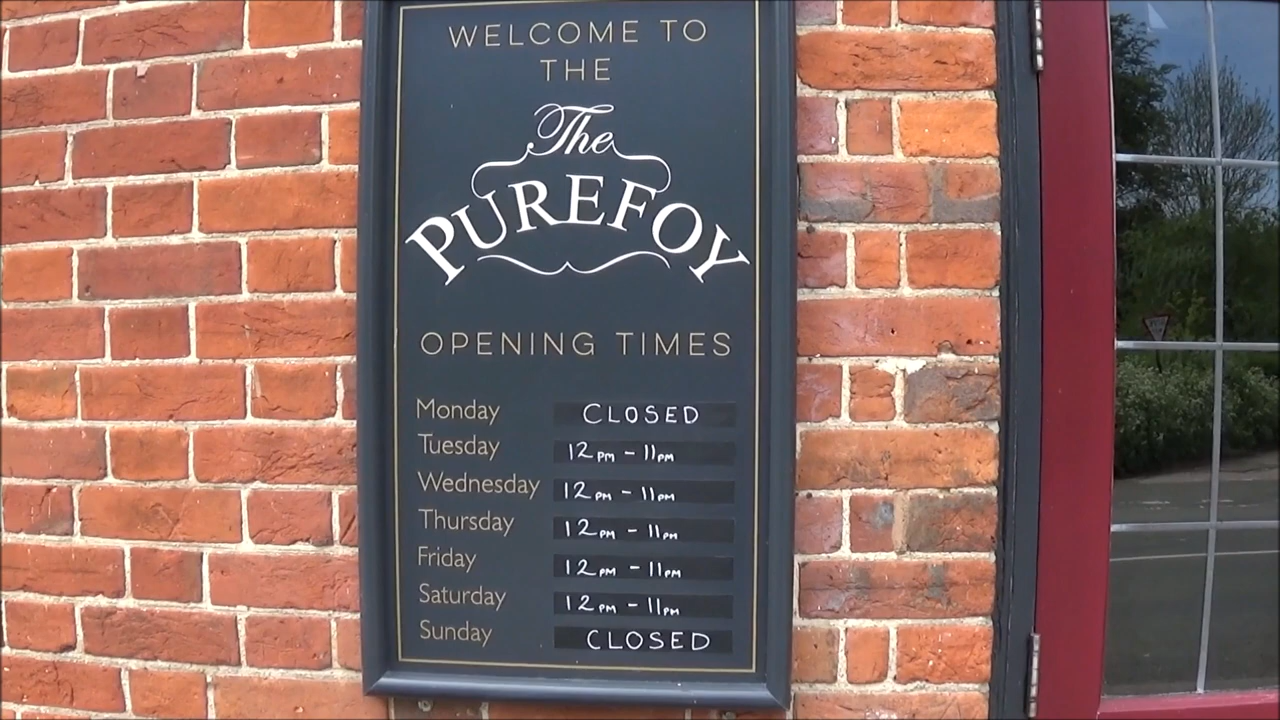 WELCOME TO
THE
The
PUREFOY
OPENING TIMES
Monday CLOSED
Tuesday 12PM - 11PM
Wednesday 12PM - 11PM
Thursday 12PM - 11PM
Friday 12PM - 11PM
Saturday 12PM - 11PM
Sunday CLOSED